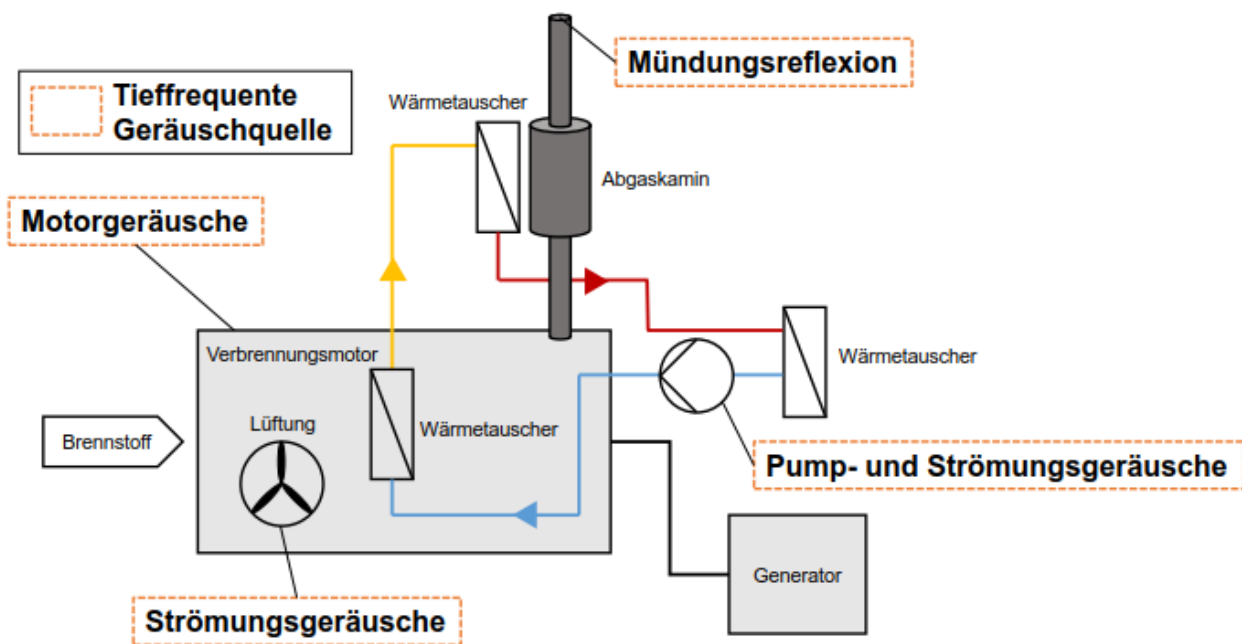 Mündungsreflexion
Tieffrequente
Geräuschquelle
Wärmetauscher
Abgaskamin
Motorgeräusche
Verbrennungsmotor
Wärmetauscher
Lüftung
Wärmetauscher
Brennstoff
Pump- und Strömungsgeräusche
Generator
Strömungsgeräusche